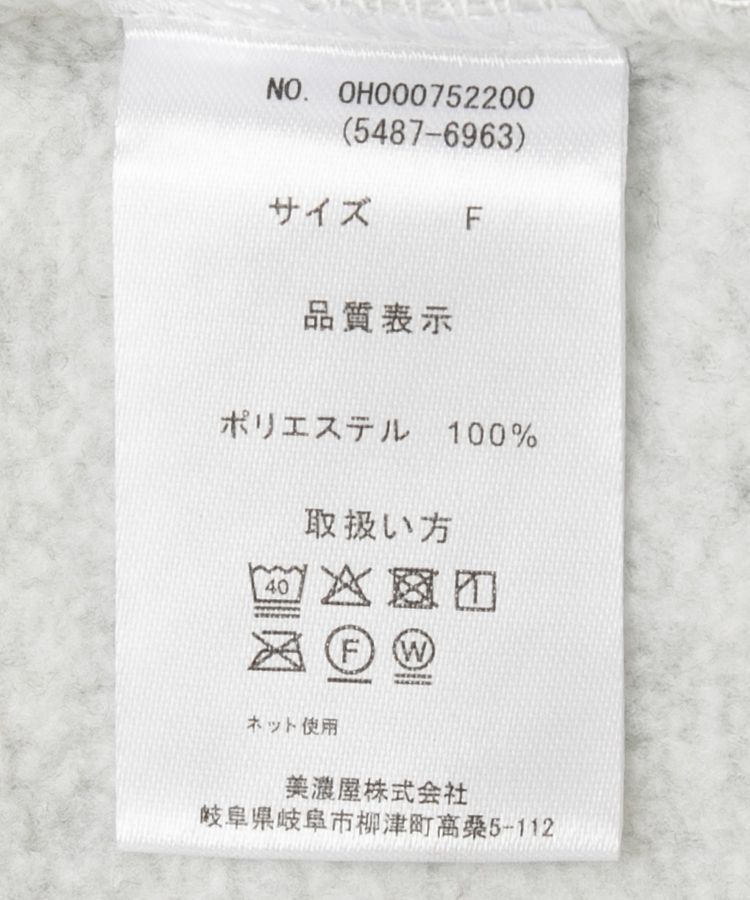 NO. OH000752200
(5487-6963)
サイズ F
品質表示
ポリエステル 100%
取扱い方
40
F W
ネット使用
美濃屋株式会社
岐阜県岐阜市柳津町高桑5-112